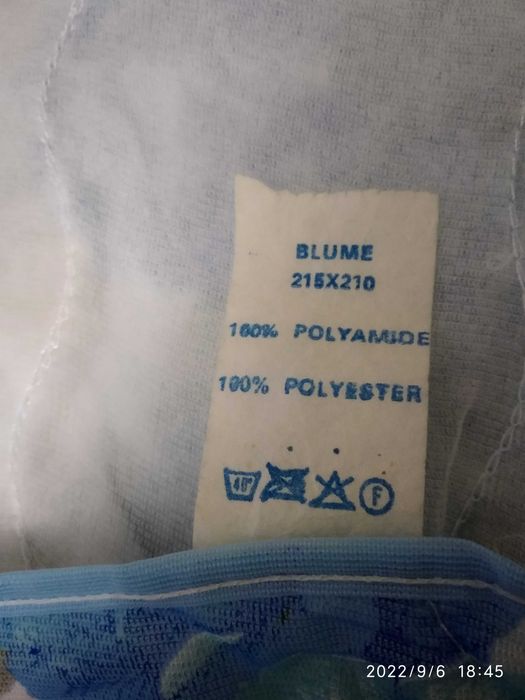 BLUME
215X210
100% POLYAMIDE
100% POLYESTER
40° F
2022/9/6 18:45